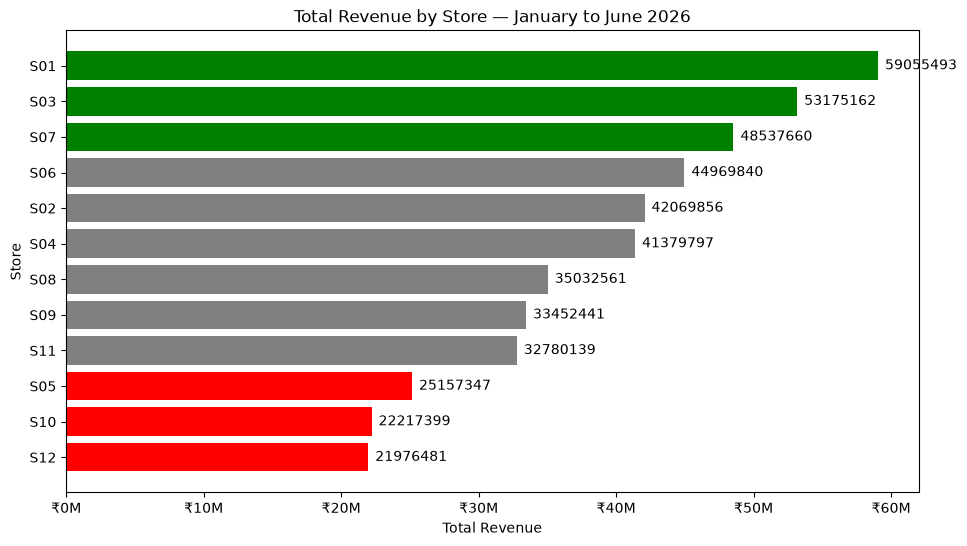 Total Revenue by Store — January to June 2026
Store
S01 59055493
S03 53175162
S07 48537660
S06 44969840
S02 42069856
S04 41379797
S08 35032561
S09 33452441
S11 32780139
S05 25157347
S10 22217399
S12 21976481
₹0M ₹10M ₹20M ₹30M ₹40M ₹50M ₹60M
Total Revenue